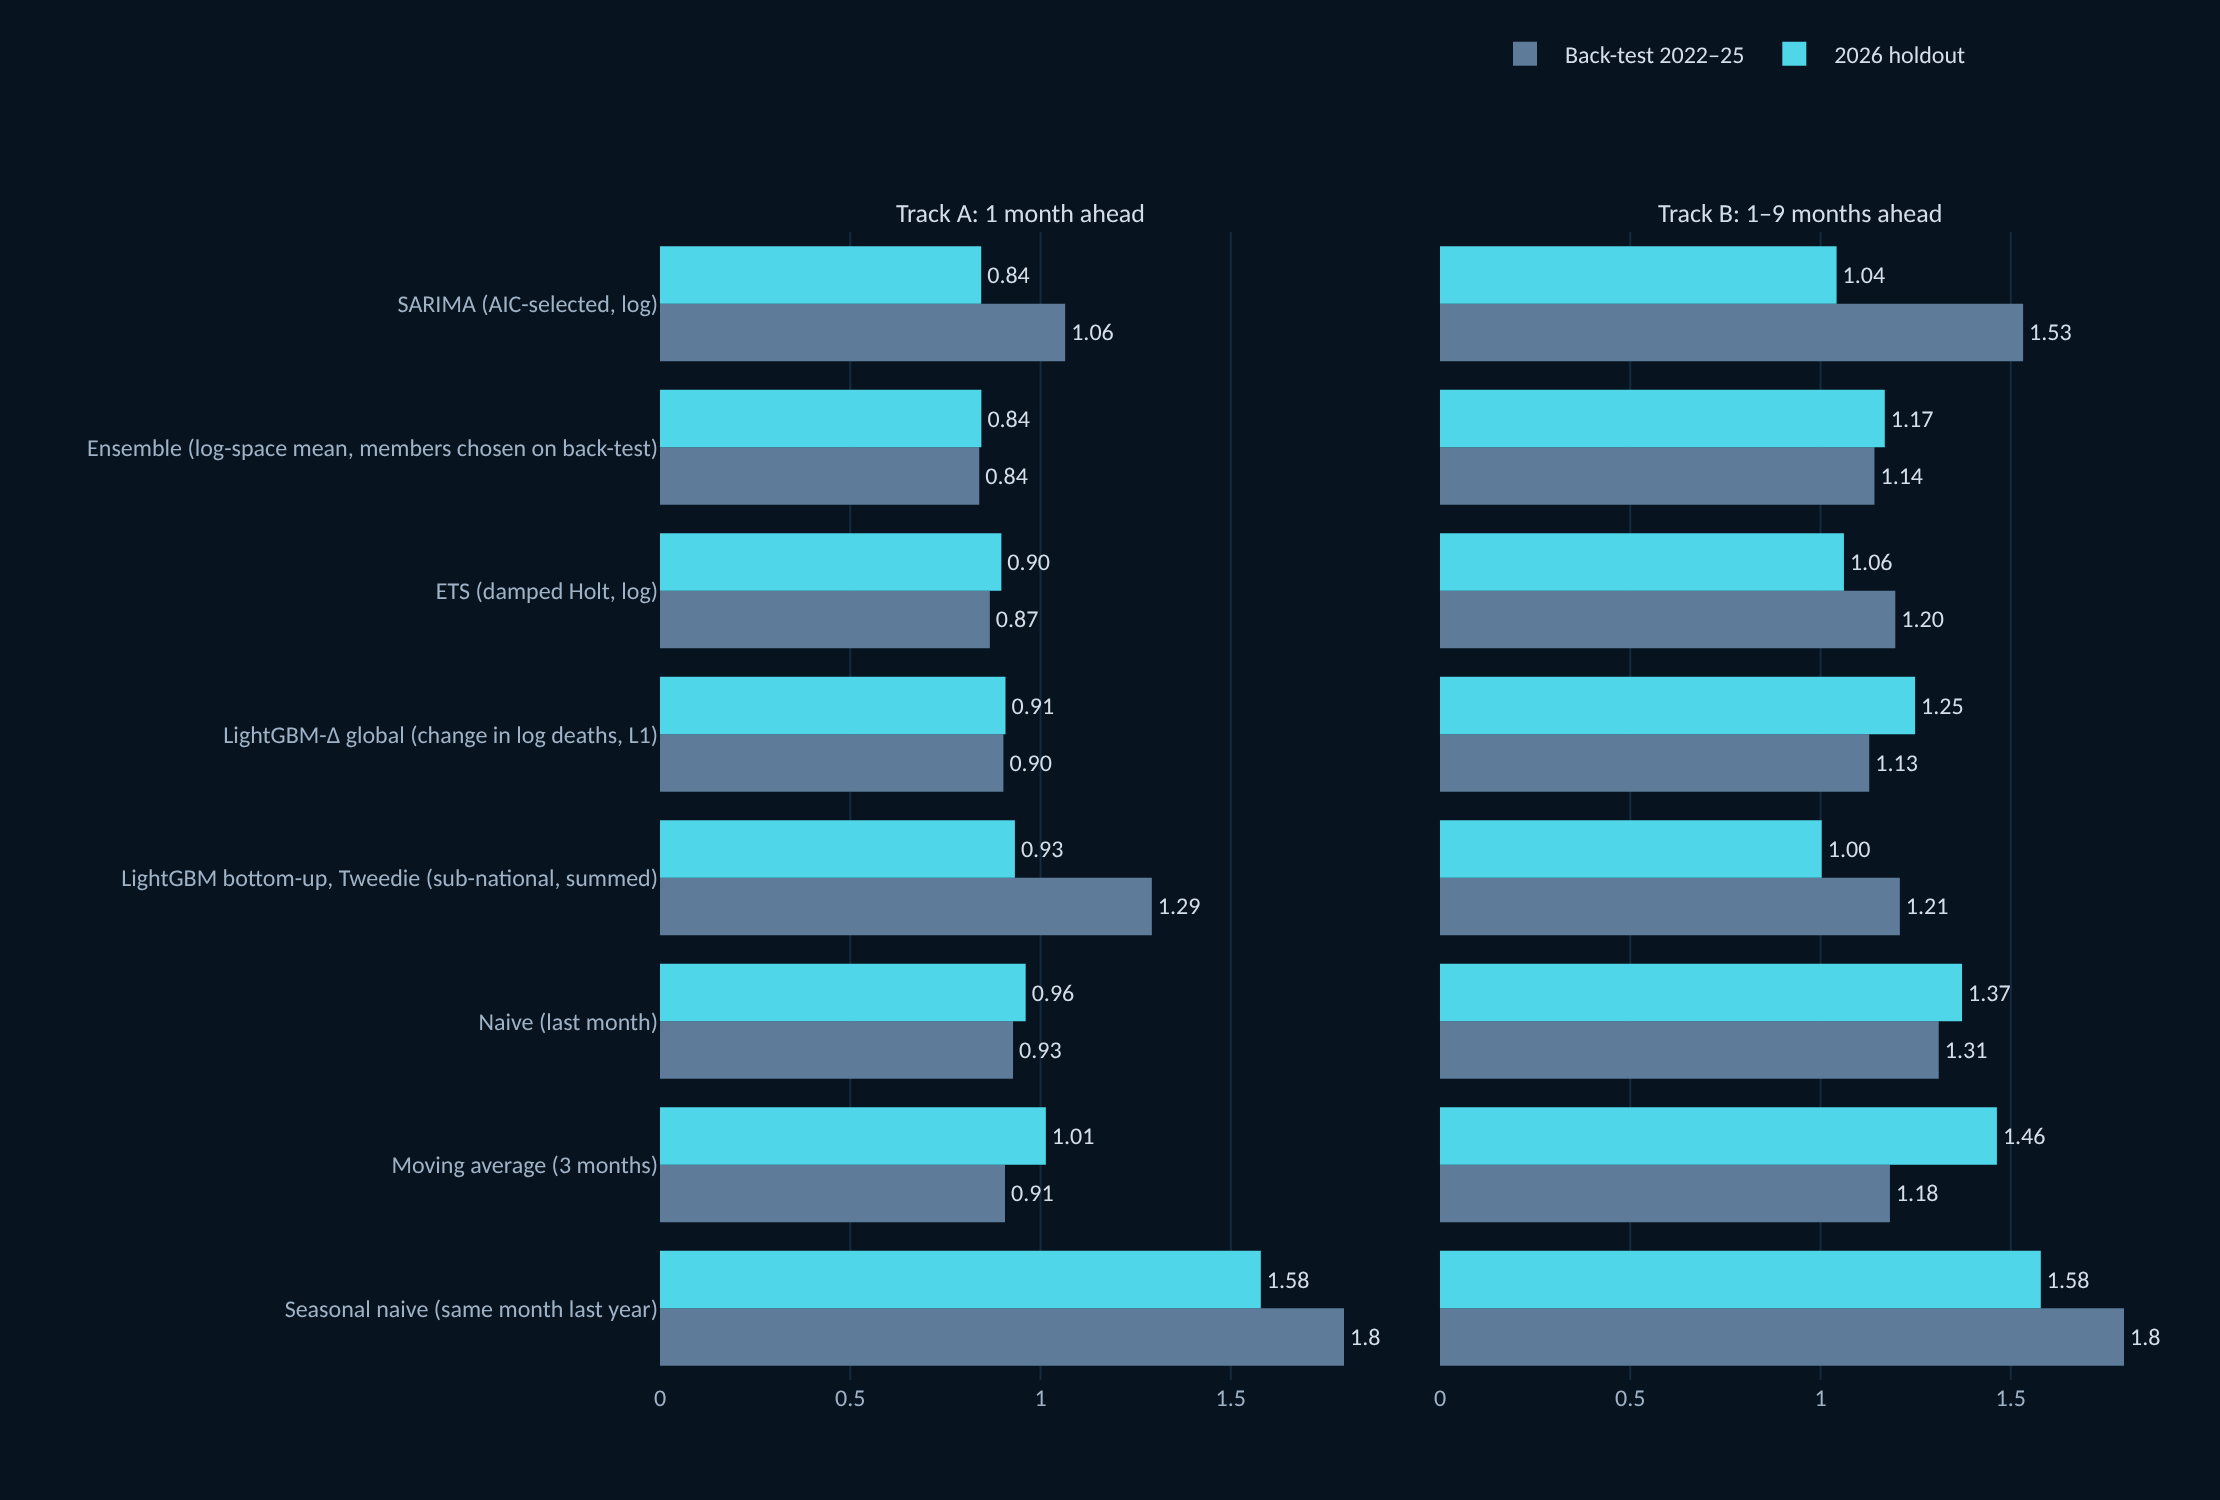 Back-test 2022–25
2026 holdout
Track A: 1 month ahead
Track B: 1–9 months ahead
SARIMA (AIC-selected, log)
0.84
1.06
1.04
1.53
Ensemble (log-space mean, members chosen on back-test)
0.84
0.84
1.17
1.14
ETS (damped Holt, log)
0.90
0.87
1.06
1.20
LightGBM-Δ global (change in log deaths, L1)
0.91
0.90
1.25
1.13
LightGBM bottom-up, Tweedie (sub-national, summed)
0.93
1.29
1.00
1.21
Naive (last month)
0.96
0.93
1.37
1.31
Moving average (3 months)
1.01
0.91
1.46
1.18
Seasonal naive (same month last year)
1.58
1.8
1.58
1.8
0 0.5 1 1.5
0 0.5 1 1.5